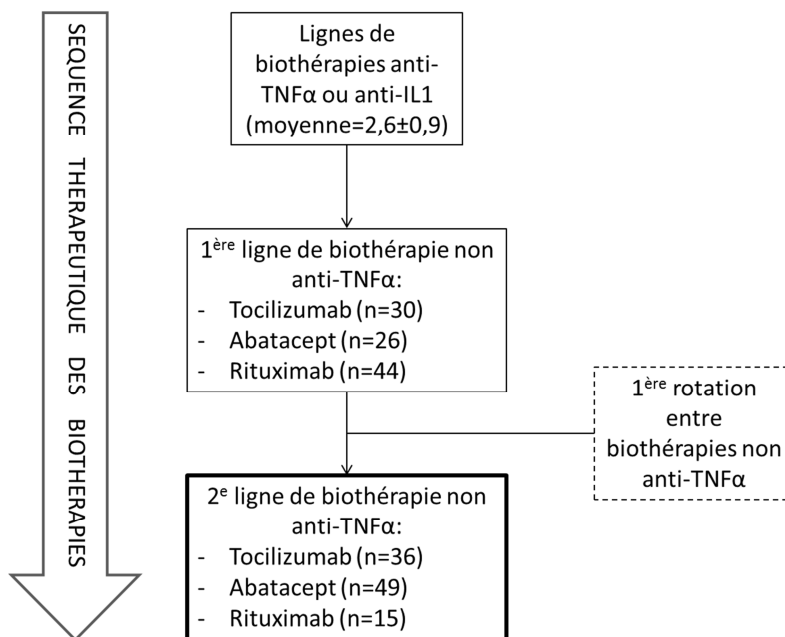 SEQUENCE THERAPEUTIQUE DES BIOTHERAPIES
Lignes de
biothérapies anti-
TNFα ou anti-IL1
(moyenne=2,6±0,9)
1ère ligne de biothérapie non
anti-TNFα:
- Tocilizumab (n=30)
- Abatacept (n=26)
- Rituximab (n=44)
1ère rotation
entre
biothérapies non
anti-TNFα
2e ligne de biothérapie non
anti-TNFα:
- Tocilizumab (n=36)
- Abatacept (n=49)
- Rituximab (n=15)